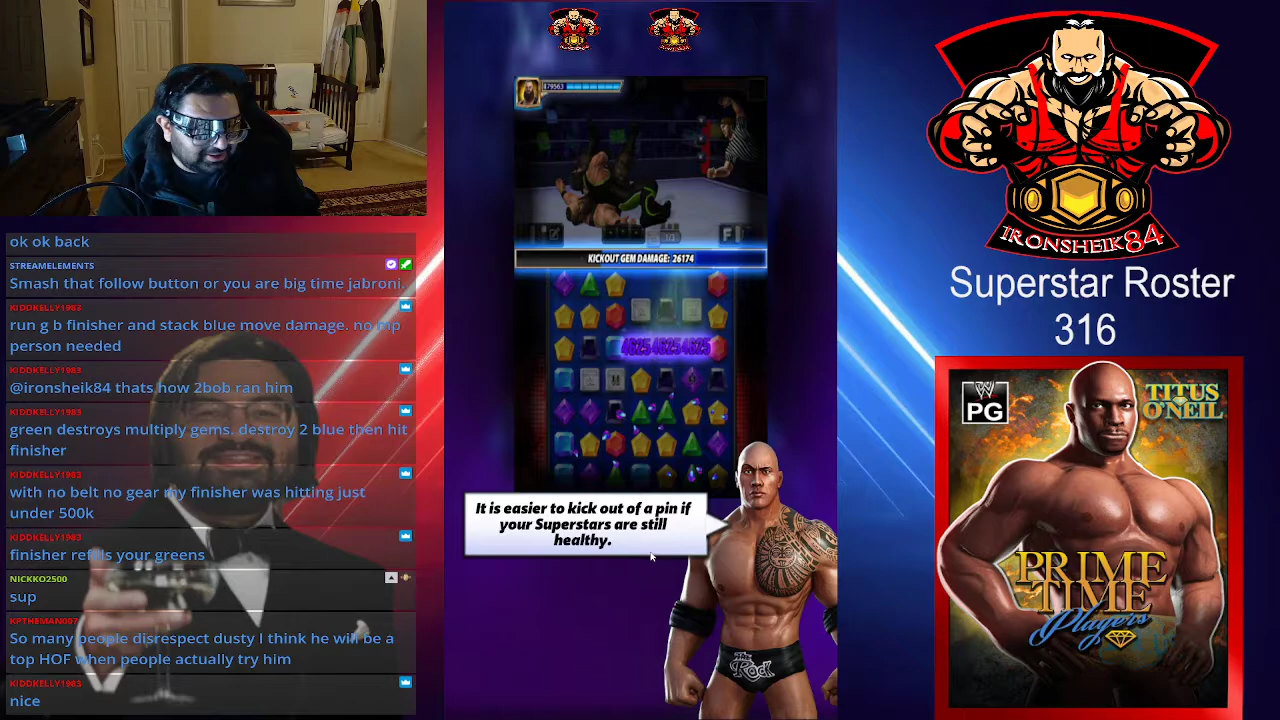 ok ok back
STREAMELEMENTS
Smash that follow button or you are big time jabroni.
KIDDKELLY1983
run g b finisher and stack blue move damage. no mp
person needed
KIDDKELLY1983
@ironsheik84 thats how 2bob ran him
KIDDKELLY1983
green destroys multiply gems. destroy 2 blue then hit
finisher
KIDDKELLY1983
with no belt no gear my finisher was hitting just
under 500k
KIDDKELLY1983
finisher refills your greens
NICKKO2500
sup
KPTHEMAN007
So many people disrespect dusty I think he will be a
top HOF when people actually try him
KIDDKELLY1983
nice
KICKOUT GEM DAMAGE: 26174
482548254825
It is easier to kick out of a pin if
your Superstars are still
healthy.
THE
ROCK
IRONSHEIK84
Superstar Roster
316
W
PG
TITUS
O'NEIL
PRIME
TIME
Players